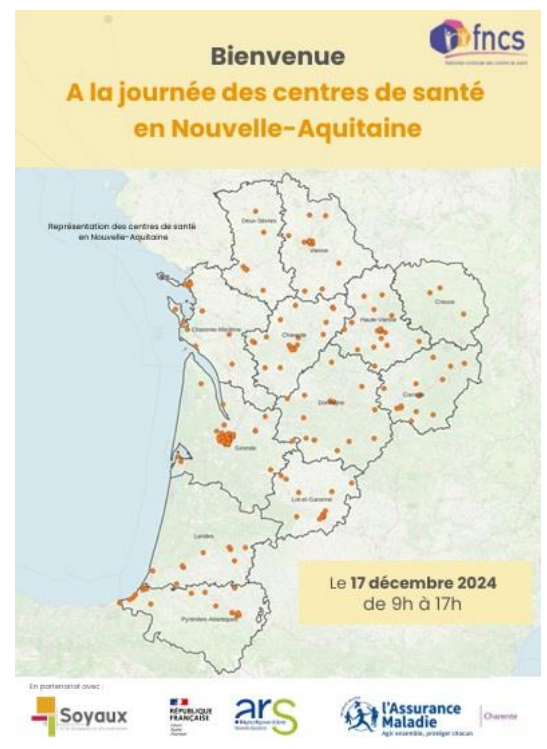 fncs
Bienvenue
A la journée des centres de santé
en Nouvelle-Aquitaine
Représentation des centres de santé
en Nouvelle-Aquitaine
Deux-Sèvres
Vienne
Creuse
Haute-Vienne
Charente-Maritime
Charente
Corrèze
Dordogne
Gironde
Lot-et-Garonne
Landes
Pyrénées-Atlantiques
Le 17 décembre 2024
de 9h à 17h
En partenariat avec :
Soyaux
RÉPUBLIQUE
FRANÇAISE
Liberté
Égalité
Fraternité
ars
l'Assurance
Maladie
Agir ensemble, protéger chacun
Charente